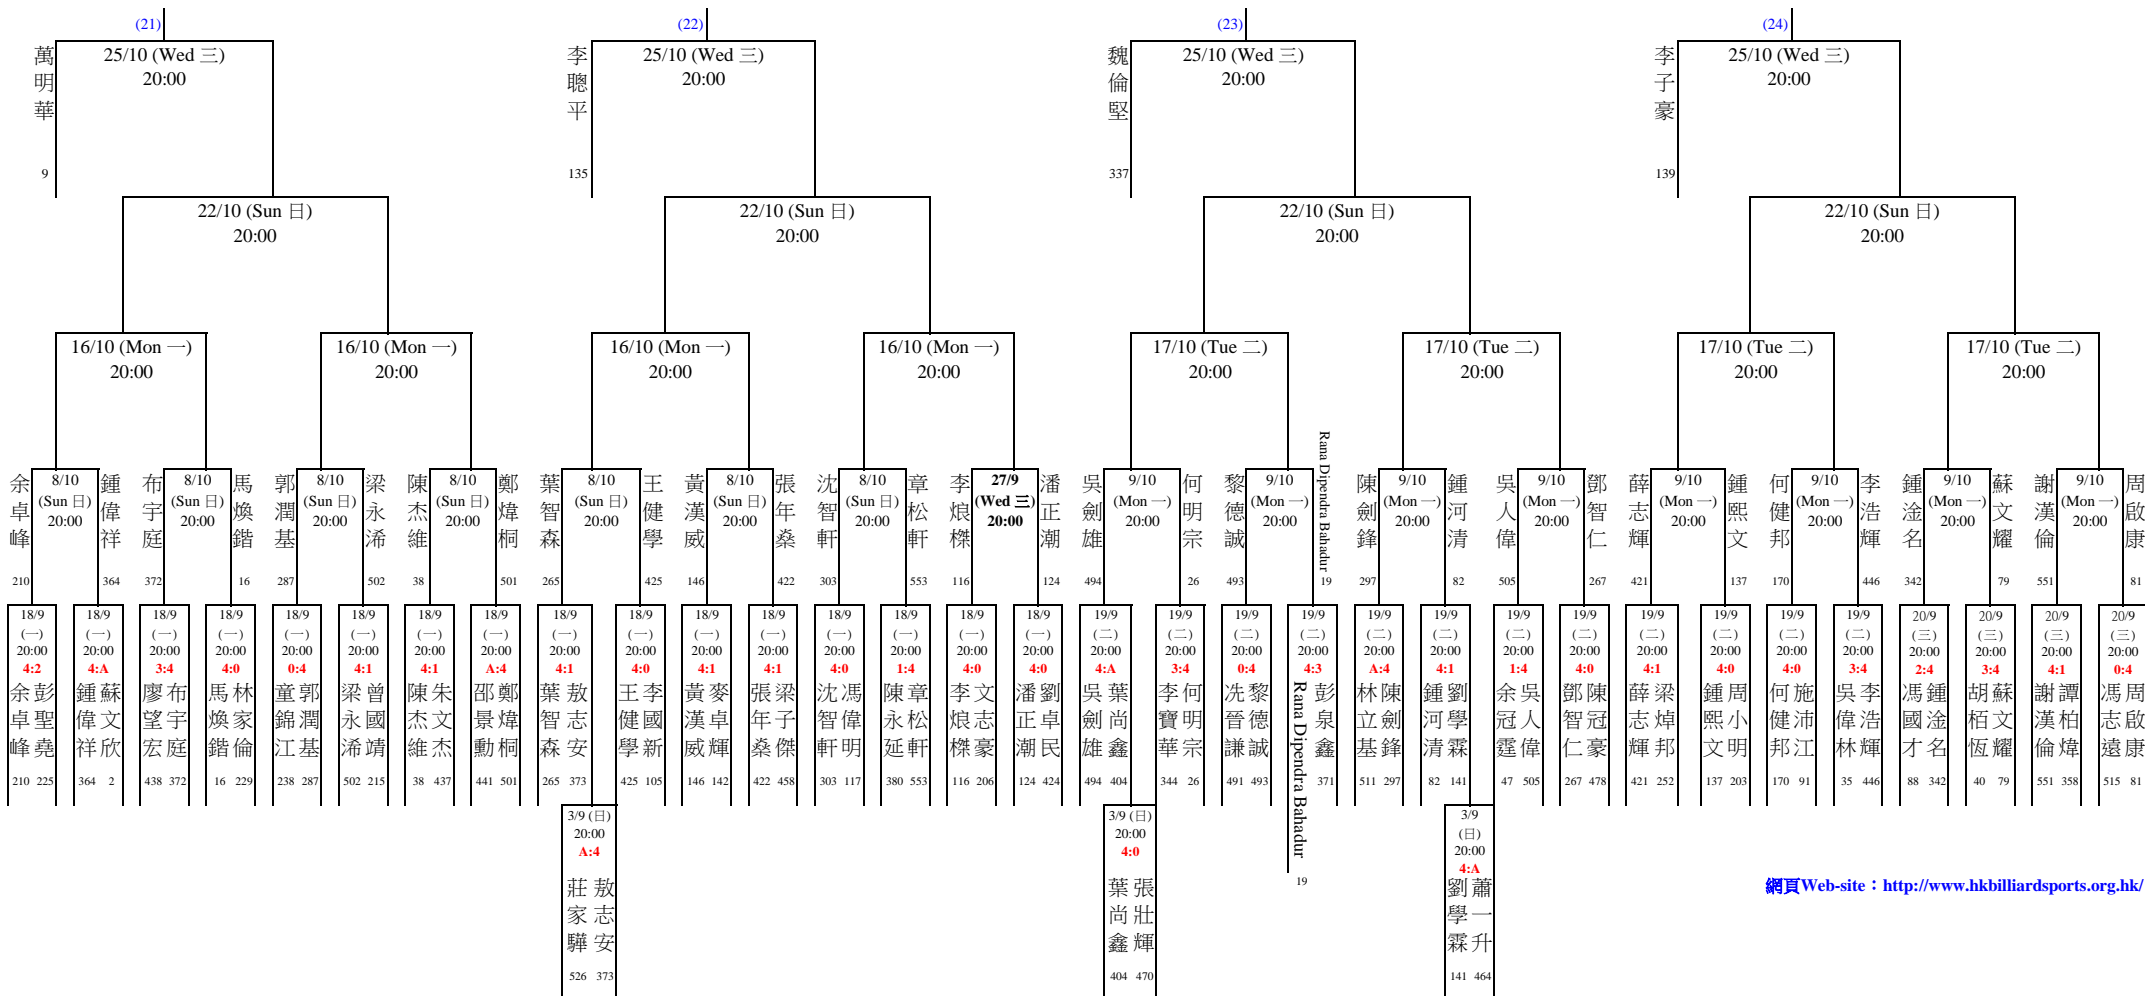 (21) (22) (23) (24)
萬明華 25/10 (Wed 三) 李聰平 25/10 (Wed 三) 魏倫堅 25/10 (Wed 三) 李子豪 25/10 (Wed 三)
20:00 20:00 20:00 20:00
9 135 337 139
22/10 (Sun 日) 22/10 (Sun 日) 22/10 (Sun 日) 22/10 (Sun 日)
20:00 20:00 20:00 20:00
16/10 (Mon 一) 16/10 (Mon 一) 16/10 (Mon 一) 16/10 (Mon 一) 17/10 (Tue 二) 17/10 (Tue 二) 17/10 (Tue 二) 17/10 (Tue 二)
20:00 20:00 20:00 20:00 20:00 20:00 20:00 20:00
余卓峰 8/10 (Sun 日) 20:00 鍾偉祥
布宇庭 8/10 (Sun 日) 20:00 馬煥鍇
郭潤基 8/10 (Sun 日) 20:00 梁永浠
陳杰維 8/10 (Sun 日) 20:00 鄭煒桐
葉智森 8/10 (Sun 日) 20:00 王健學
黃漢威 8/10 (Sun 日) 20:00 張年燊
沈智軒 8/10 (Sun 日) 20:00 章松軒
李烺榤 27/9 (Wed 三) 20:00 潘正潮
吳劍雄 9/10 (Mon 一) 20:00 何明宗
黎德誠 9/10 (Mon 一) 20:00 Rana Dipendra Bahadur
陳劍鋒 9/10 (Mon 一) 20:00 鍾河清
吳人偉 9/10 (Mon 一) 20:00 鄧智仁
薛志輝 9/10 (Mon 一) 20:00 鍾熙文
何健邦 9/10 (Mon 一) 20:00 李浩輝
鍾淦名 9/10 (Mon 一) 20:00 蘇文耀
謝漢倫 9/10 (Mon 一) 20:00 周啟康
210 364 372 16 287 502 38 501 265 425 146 422 303 553 116 124 494 26 493 19 297 82 505 267 421 137 170 446 342 79 551 81
18/9 (一) 20:00 4:2 余卓峰 彭聖堯 210 225
18/9 (一) 20:00 4:A 鍾偉祥 蘇文欣 364 2
18/9 (一) 20:00 3:4 廖望宏 布宇庭 438 372
18/9 (一) 20:00 4:0 馬煥鍇 林家倫 16 229
18/9 (一) 20:00 0:4 童錦江 郭潤基 238 287
18/9 (一) 20:00 4:1 梁永浠 曾國靖 502 215
18/9 (一) 20:00 4:1 陳杰維 朱文杰 38 437
18/9 (一) 20:00 A:4 邵景勳 鄭煒桐 441 501
18/9 (一) 20:00 4:1 葉智森 敖志安 265 373
18/9 (一) 20:00 4:0 王健學 李國新 425 105
18/9 (一) 20:00 4:1 黃漢威 麥卓輝 146 142
18/9 (一) 20:00 4:1 張年燊 梁子傑 422 458
18/9 (一) 20:00 4:0 沈智軒 馮偉明 303 117
18/9 (一) 20:00 1:4 陳永延 章松軒 380 553
18/9 (一) 20:00 4:0 李烺榤 文志豪 116 206
18/9 (一) 20:00 4:0 潘正潮 劉卓民 124 424
19/9 (二) 20:00 4:A 吳劍雄 葉尚鑫 494 404
19/9 (二) 20:00 3:4 李寶華 何明宗 344 26
19/9 (二) 20:00 0:4 冼晉謙 黎德誠 491 493
19/9 (二) 20:00 4:3 Rana Dipendra Bahadur 彭泉鑫 19 371
19/9 (二) 20:00 A:4 林立基 陳劍鋒 511 297
19/9 (二) 20:00 4:1 鍾河清 劉學霖 82 141
19/9 (二) 20:00 1:4 余冠霆 吳人偉 47 505
19/9 (二) 20:00 4:0 鄧智仁 陳冠豪 267 478
19/9 (二) 20:00 4:1 薛志輝 梁焯邦 421 252
19/9 (二) 20:00 4:0 鍾熙文 周小明 137 203
19/9 (二) 20:00 4:0 何健邦 施沛江 170 91
19/9 (二) 20:00 3:4 吳偉林 李浩輝 35 446
20/9 (三) 20:00 2:4 馮國才 鍾淦名 88 342
20/9 (三) 20:00 3:4 胡栢恆 蘇文耀 40 79
20/9 (三) 20:00 4:1 謝漢倫 譚柏煒 551 358
20/9 (三) 20:00 0:4 馮志遠 周啟康 515 81
3/9 (日) 20:00 A:4 莊家驊 敖志安 526 373
3/9 (日) 20:00 4:0 葉尚鑫 張壯輝 404 470
3/9 (日) 20:00 4:A 劉學霖 蕭一升 141 464
網頁Web-site：http://www.hkbilliardsports.org.hk/